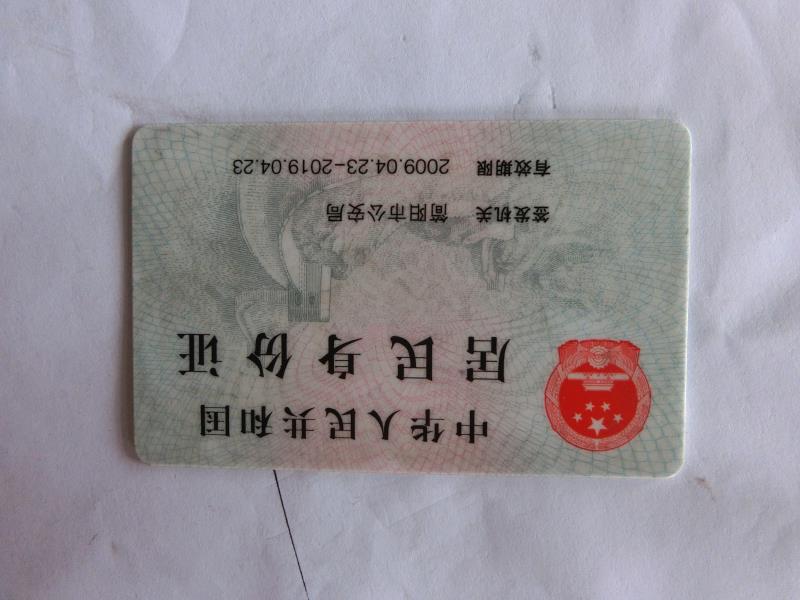 中华人民共和国
居民身份证
签发机关 简阳市公安局
有效期限 2009.04.23-2019.04.23